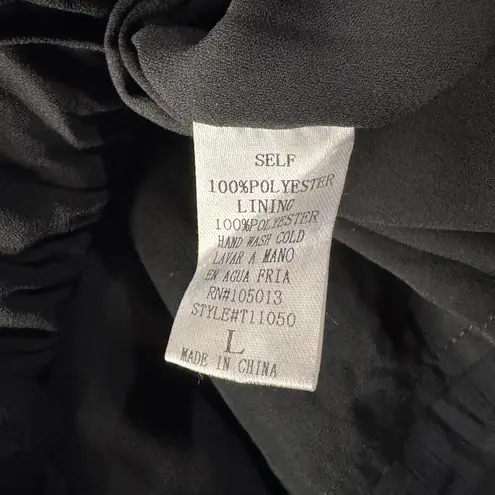 SELF
100%POLYESTER
LINING
100%POLYESTER
HAND WASH COLD
LAVAR A MANO
EN AGUA FRIA
RN#105013
STYLE#T11050
L
MADE IN CHINA